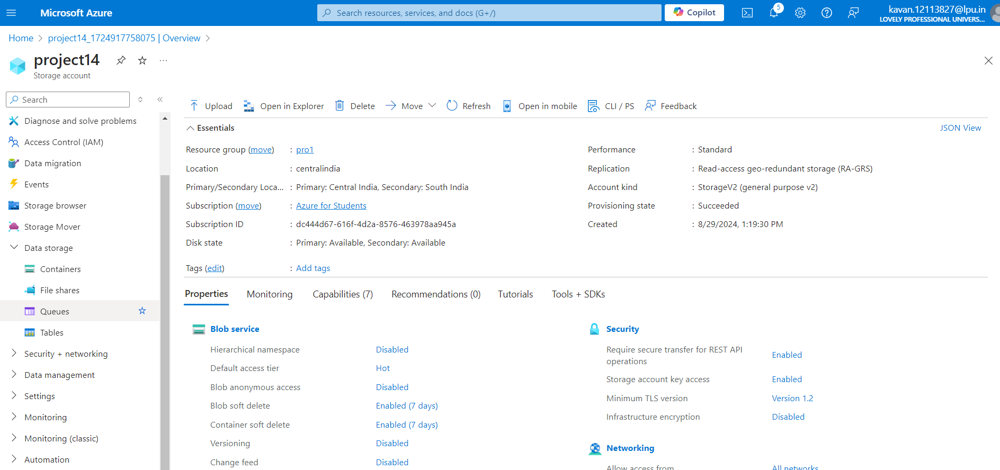 Microsoft Azure
Search resources, services, and docs (G+/)
Copilot
5
kavan.12113827@lpu.in
LOVELY PROFESSIONAL UNIVERS...
Home > project14_1724917758075 | Overview >
project14
Storage account
Search
Diagnose and solve problems
Access Control (IAM)
Data migration
Events
Storage browser
Storage Mover
Data storage
Containers
File shares
Queues
Tables
Security + networking
Data management
Settings
Monitoring
Monitoring (classic)
Automation
Upload Open in Explorer Delete Move Refresh Open in mobile CLI / PS Feedback
Essentials
JSON View
Resource group (move) : pro1
Location : centralindia
Primary/Secondary Loca... : Primary: Central India, Secondary: South India
Subscription (move) : Azure for Students
Subscription ID : dc444d67-616f-4d2a-8576-463978aa945a
Disk state : Primary: Available, Secondary: Available
Tags (edit) : Add tags
Performance : Standard
Replication : Read-access geo-redundant storage (RA-GRS)
Account kind : StorageV2 (general purpose v2)
Provisioning state : Succeeded
Created : 8/29/2024, 1:19:30 PM
Properties Monitoring Capabilities (7) Recommendations (0) Tutorials Tools + SDKs
Blob service
Hierarchical namespace Disabled
Default access tier Hot
Blob anonymous access Disabled
Blob soft delete Enabled (7 days)
Container soft delete Enabled (7 days)
Versioning Disabled
Change feed Disabled
Security
Require secure transfer for REST API
operations
Enabled
Storage account key access Enabled
Minimum TLS version Version 1.2
Infrastructure encryption Disabled
Networking
Allow access from All networks